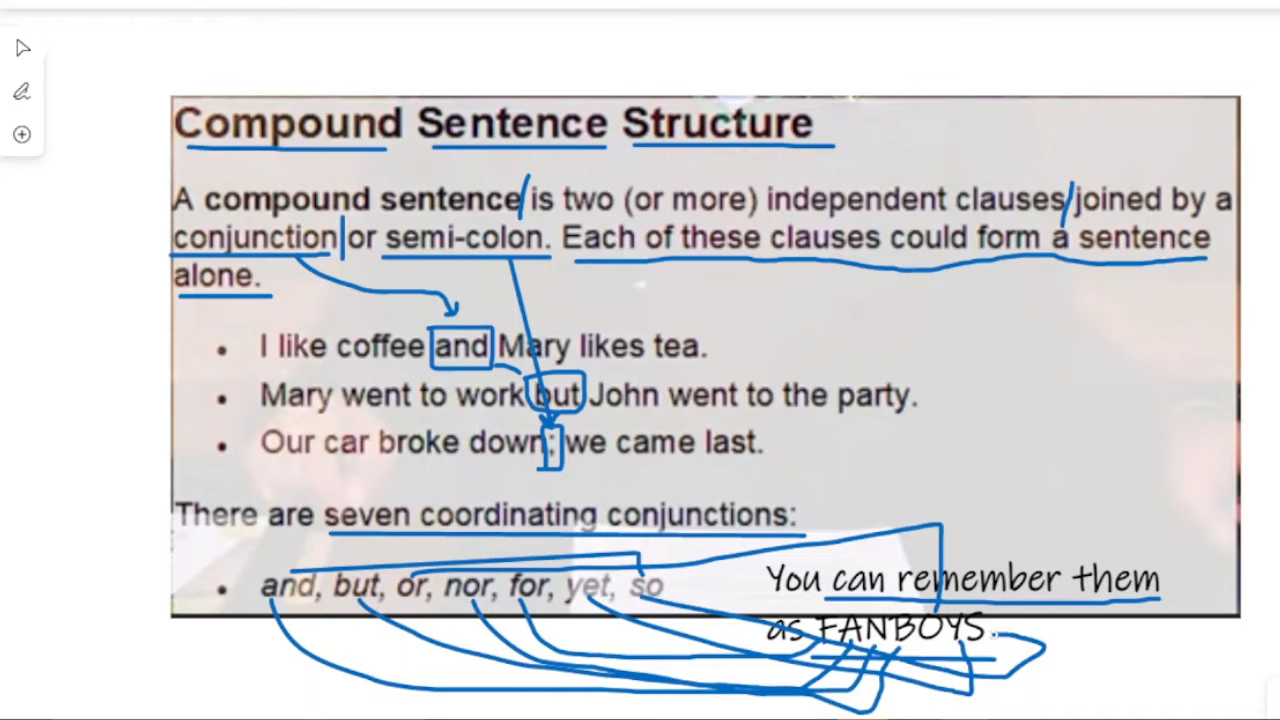 Compound Sentence Structure
A compound sentence is two (or more) independent clauses joined by a
conjunction or semi-colon. Each of these clauses could form a sentence
alone.
• I like coffee and Mary likes tea.
• Mary went to work but John went to the party.
• Our car broke down; we came last.
There are seven coordinating conjunctions:
• and, but, or, nor, for, yet, so
You can remember them
as FANBOYS.